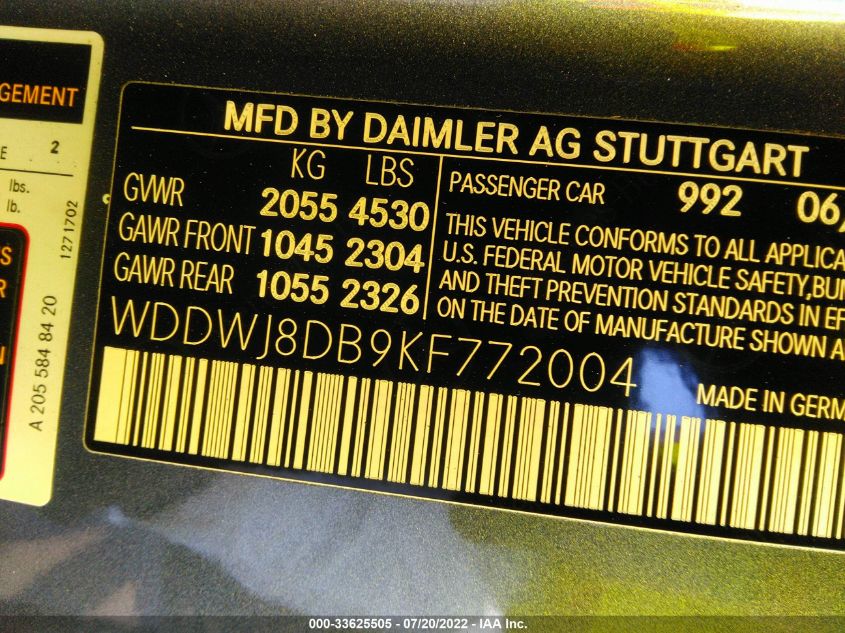 GEMENT
E 2
lbs.
lb.
S
R
N
A 205 584 84 20
1271702
MFD BY DAIMLER AG STUTTGART
KG LBS
GVWR 2055 4530
GAWR FRONT 1045 2304
GAWR REAR 1055 2326
PASSENGER CAR 992 06/
THIS VEHICLE CONFORMS TO ALL APPLICA
U.S. FEDERAL MOTOR VEHICLE SAFETY,BUM
AND THEFT PREVENTION STANDARDS IN EF
ON THE DATE OF MANUFACTURE SHOWN A
WDDWJ8DB9KF772004
MADE IN GERM
000-33625505 - 07/20/2022 - IAA Inc.